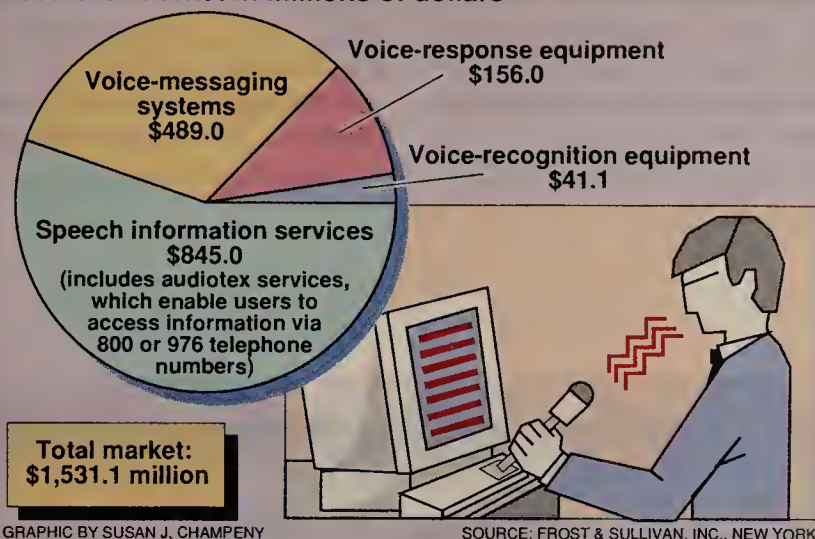 Voice-response equipment
$156.0
Voice-messaging
systems
$489.0
Voice-recognition equipment
$41.1
Speech information services
$845.0
(includes audiotex services,
which enable users to
access information via
800 or 976 telephone
numbers)
Total market:
$1,531.1 million
GRAPHIC BY SUSAN J. CHAMPENY
SOURCE: FROST & SULLIVAN, INC., NEW YORK